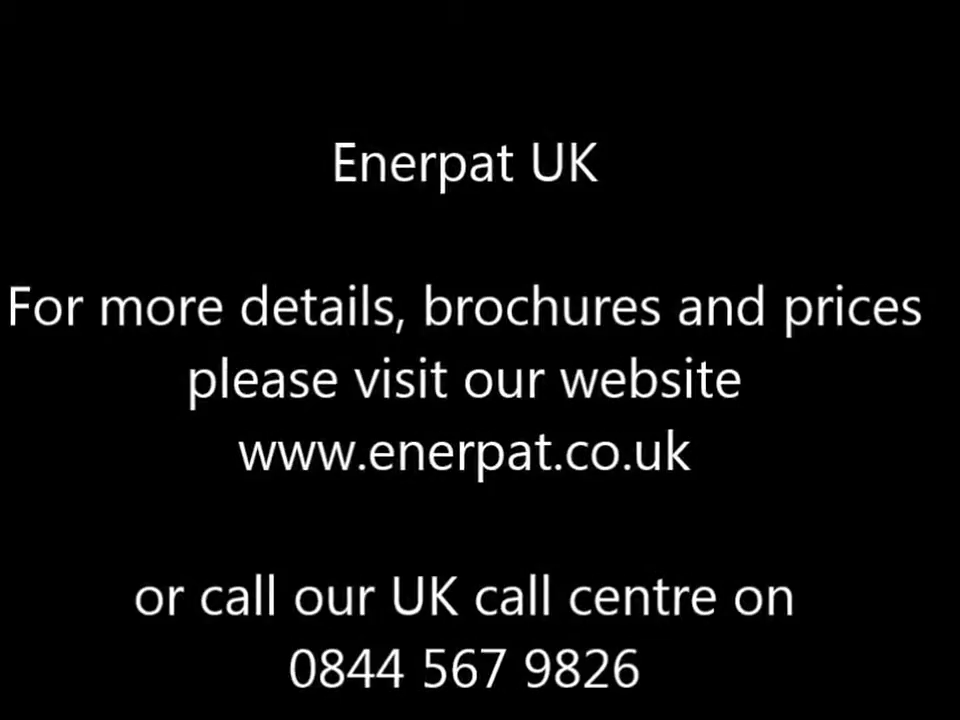 Enerpat UK
For more details, brochures and prices
please visit our website
www.enerpat.co.uk
or call our UK call centre on
0844 567 9826